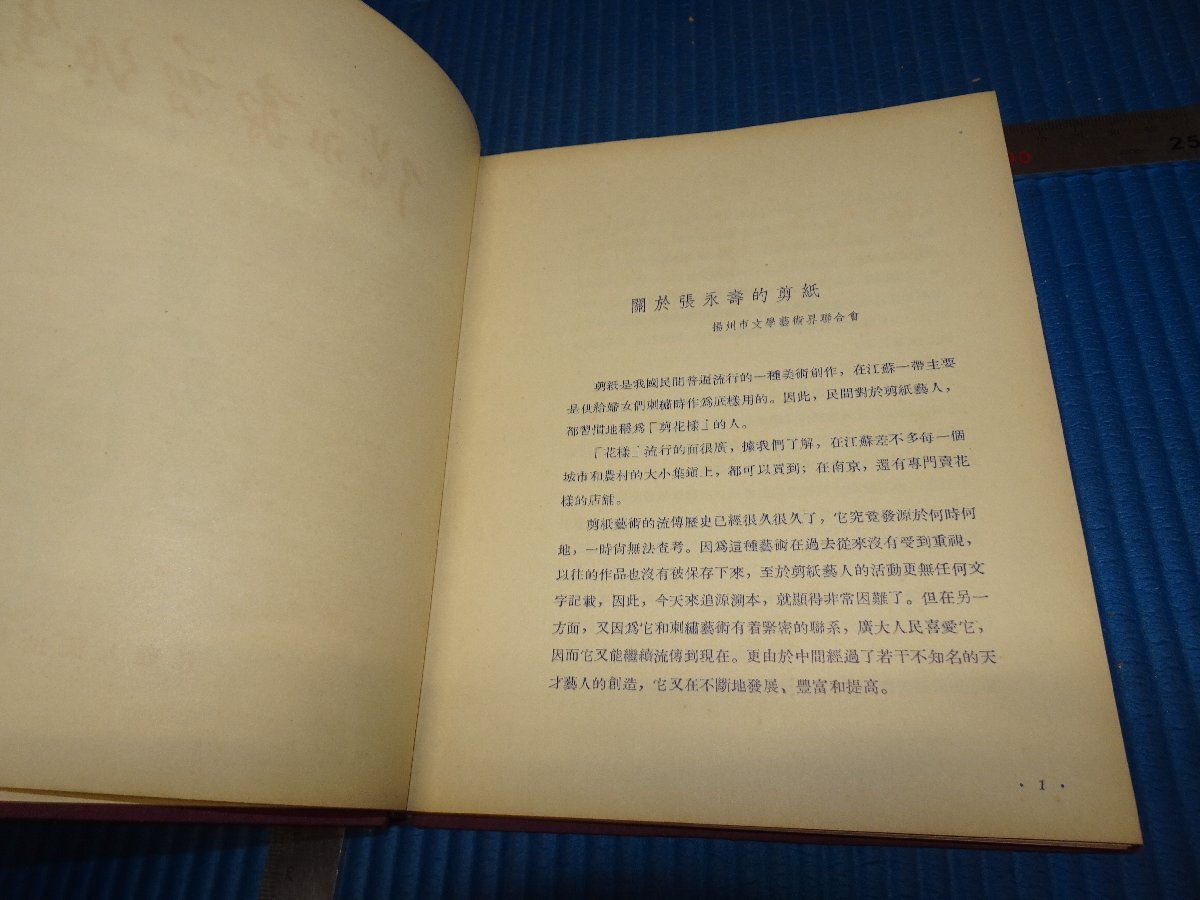 關於張永壽的剪紙
揚州市文學藝術界聯合會
剪紙是我國民間普遍流行的一種美術創作，在江蘇一帶主要
是供給婦女們刺繡時作爲底樣用的。因此，民間對於剪紙藝人，
都習慣地稱爲「剪花樣」的人。
「花樣」流行的面很廣，據我們了解，在江蘇差不多每一個
城市和農村的大小集鎭上，都可以買到；在南京，還有專門賣花
樣的店舖。
剪紙藝術的流傳歷史已經很久很久了，它究竟發源於何時何
地，一時尙無法查考。因爲這種藝術在過去從來沒有受到重視，
以往的作品也沒有被保存下來，至於剪紙藝人的活動更無任何文
字記載，因此，今天來追源溯本，就顯得非常困難了。但在另一
方面，又因爲它和刺繡藝術有着緊密的聯系，廣大人民喜愛它，
因而它又能繼續流傳到現在。更由於中間經過了若干不知名的天
才藝人的創造，它又在不斷地發展、豐富和提高。
· 1 ·
25